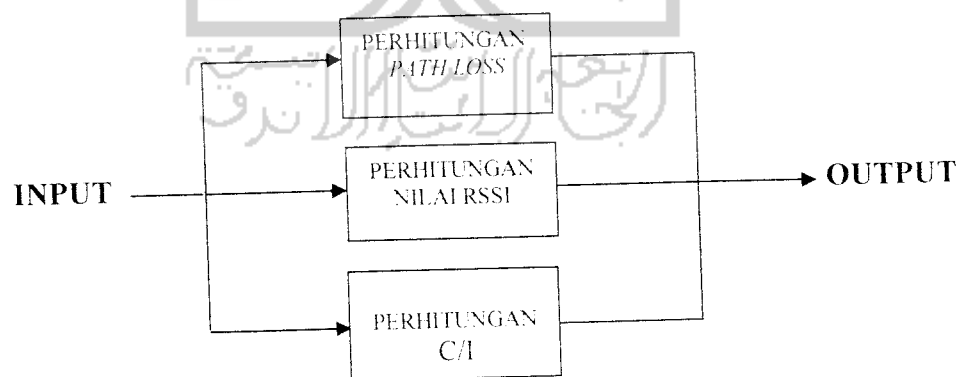 PERHITUNGAN
PATH LOSS
PERHITUNGAN
NILAI RSSI
INPUT
OUTPUT
PERHITUNGAN
C/I